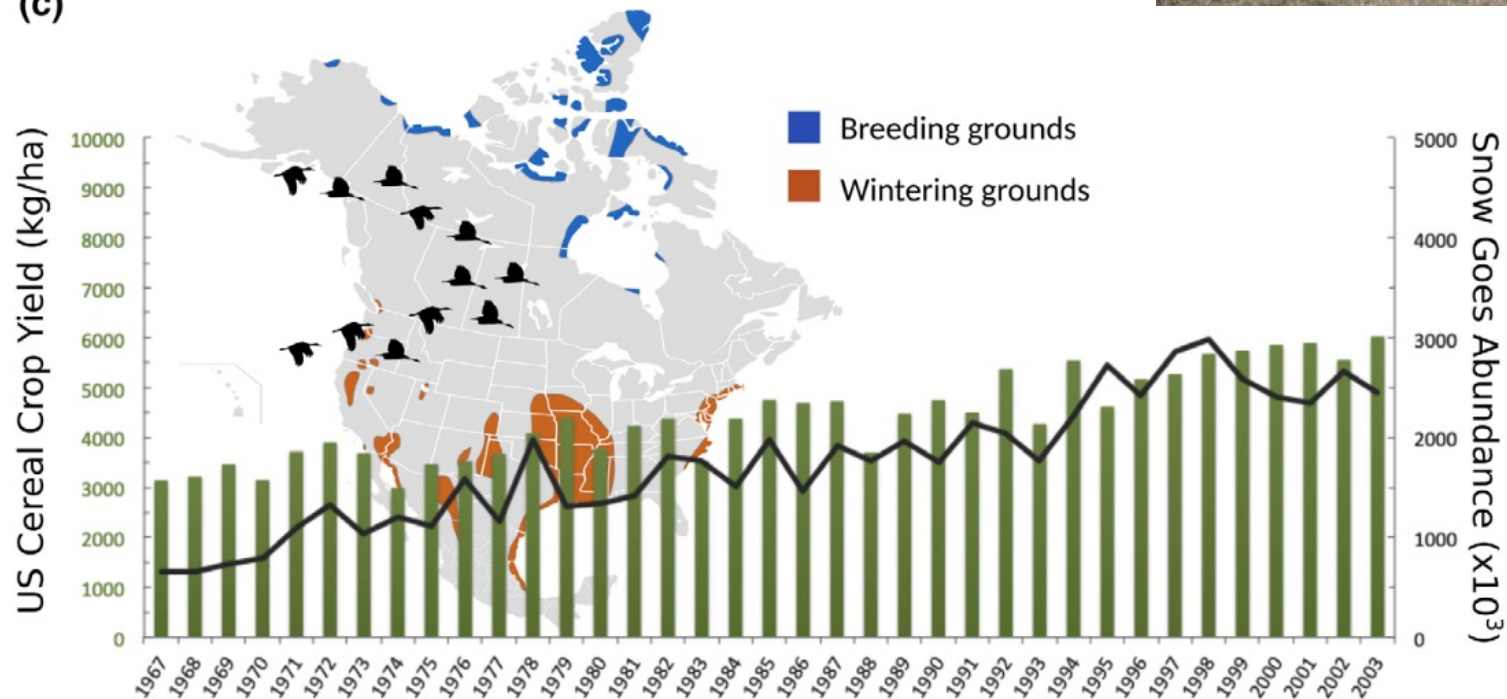 (c)
US Cereal Crop Yield (kg/ha)
10000
9000
8000
7000
6000
5000
4000
3000
2000
1000
0
Breeding grounds
Wintering grounds
5000
4000
3000
2000
1000
0
Snow Goes Abundance (x10³)
1967 1968 1969 1970 1971 1972 1973 1974 1975 1976 1977 1978 1979 1980 1981 1982 1983 1984 1985 1986 1987 1988 1989 1990 1991 1992 1993 1994 1995 1996 1997 1998 1999 2000 2001 2002 2003